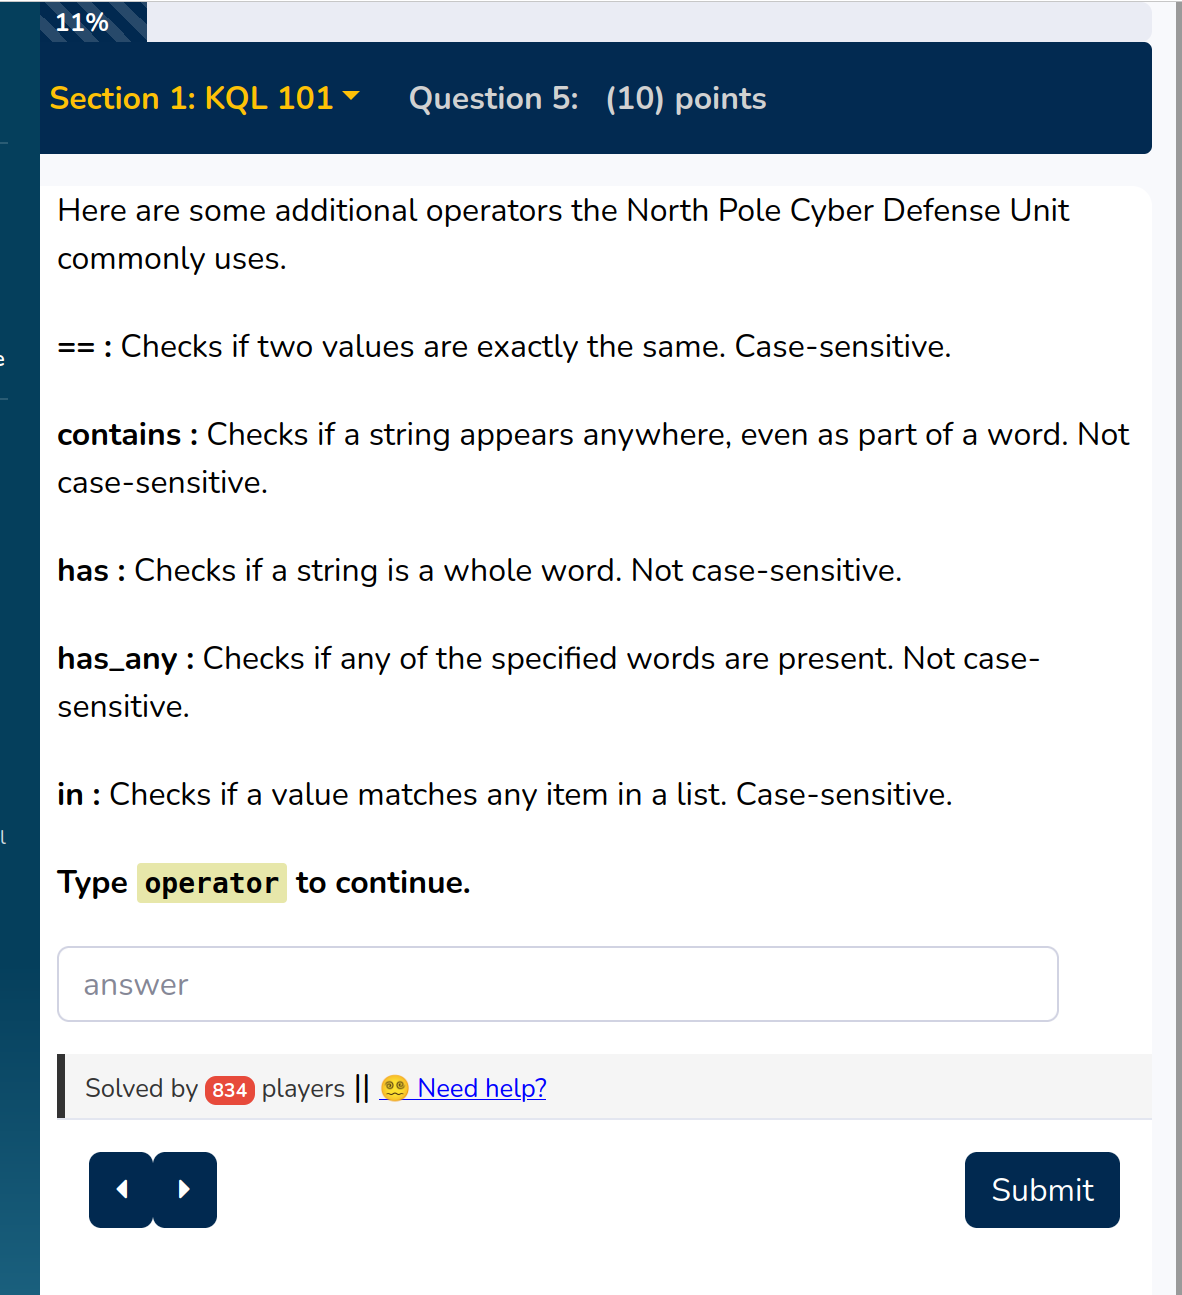 11%
Section 1: KQL 101 Question 5: (10) points
Here are some additional operators the North Pole Cyber Defense Unit
commonly uses.
== : Checks if two values are exactly the same. Case-sensitive.
contains : Checks if a string appears anywhere, even as part of a word. Not
case-sensitive.
has : Checks if a string is a whole word. Not case-sensitive.
has_any : Checks if any of the specified words are present. Not case-
sensitive.
in : Checks if a value matches any item in a list. Case-sensitive.
Type operator to continue.
answer
Solved by 834 players || Need help?
Submit